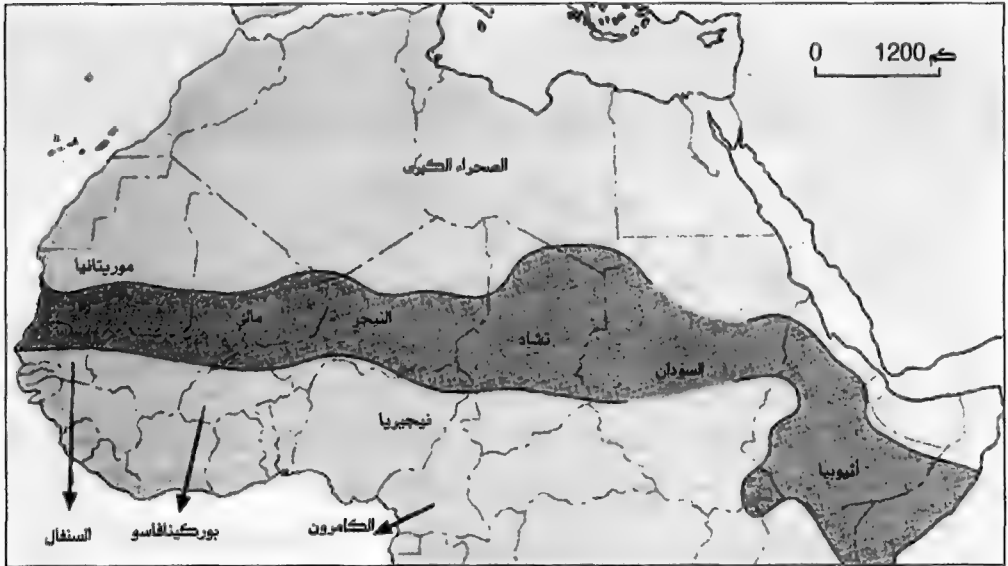 0 1200 كم
الصحراء الكبرى
موريتانيا
مالي
النيجر
تشاد
السودان
نيجيريا
أثيوبيا
السنغال
بوركينافاسو
الكامرون